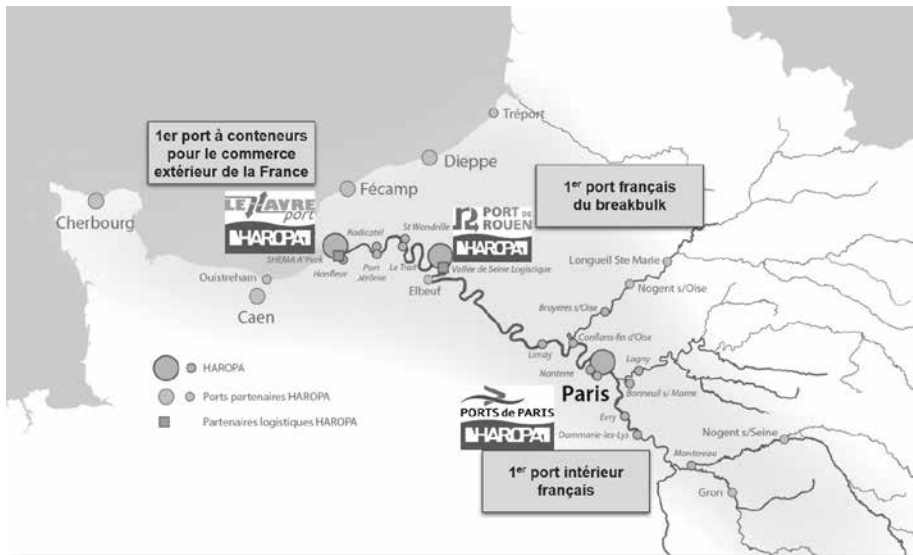 Tréport
1er port à conteneurs
pour le commerce
extérieur de la France
Dieppe
Fécamp
1er port français
du breakbulk
Cherbourg
LE HAVRE
port
HAROPA
PORT DE
ROUEN
HAROPA
St Wandrille
Radicatel
SHEMA A'Park
Honfleur
Port
Jérôme
Le Trait
Vallée de Seine Logistique
Longueil Ste Marie
Ouistreham
Elbeuf
Nogent s/Oise
Caen
Bruyères s/Oise
Conflans-fin d'Oise
Limay
Lagny
HAROPA
Nanterre
Paris
Bonneuil s/Marne
Ports partenaires HAROPA
PORTS de PARIS
HAROPA
Evry
Partenaires logistiques HAROPA
Dammarie-les-Lys
Nogent s/Seine
Montereau
1er port intérieur
français
Gron